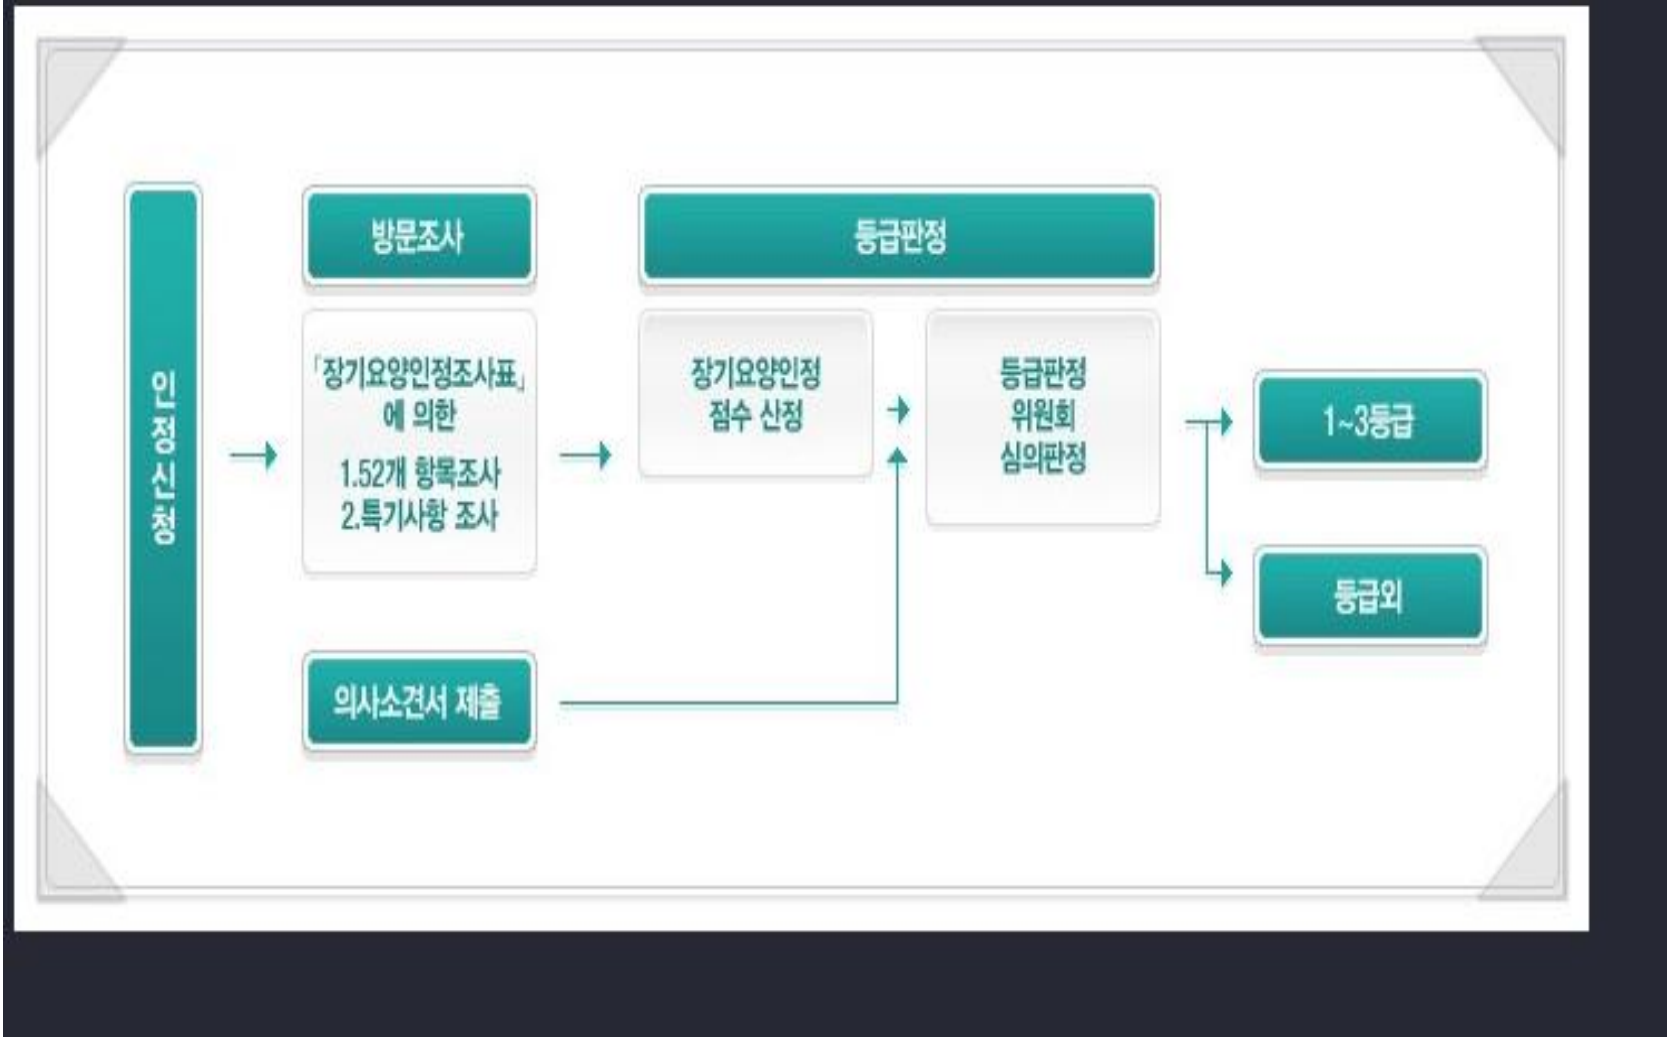 인정신청
방문조사
「장기요양인정조사표」
에 의한
1.52개 항목조사
2.특기사항 조사
의사소견서 제출
등급판정
장기요양인정
점수 산정
등급판정
위원회
심의판정
1~3등급
등급외